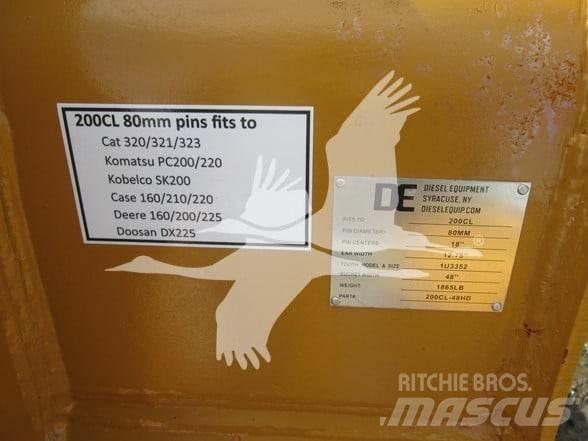 200CL 80mm pins fits to
Cat 320/321/323
Komatsu PC200/220
Kobelco SK200
Case 160/210/220
Deere 160/200/225
Doosan DX225
DE
DIESEL EQUIPMENT
SYRACUSE, NY
DIESELEQUIP.COM
FITS TO: 200CL
PIN DIAMETER: 80MM
PIN CENTERS: 18"
EAR WIDTH 12.75"
TOOTH MODEL & SIZE 1U3352
BUCKET WIDTH 48"
WEIGHT: 1865LB
PART# 200CL-48HD
®
RITCHIE BROS.
MASCUS